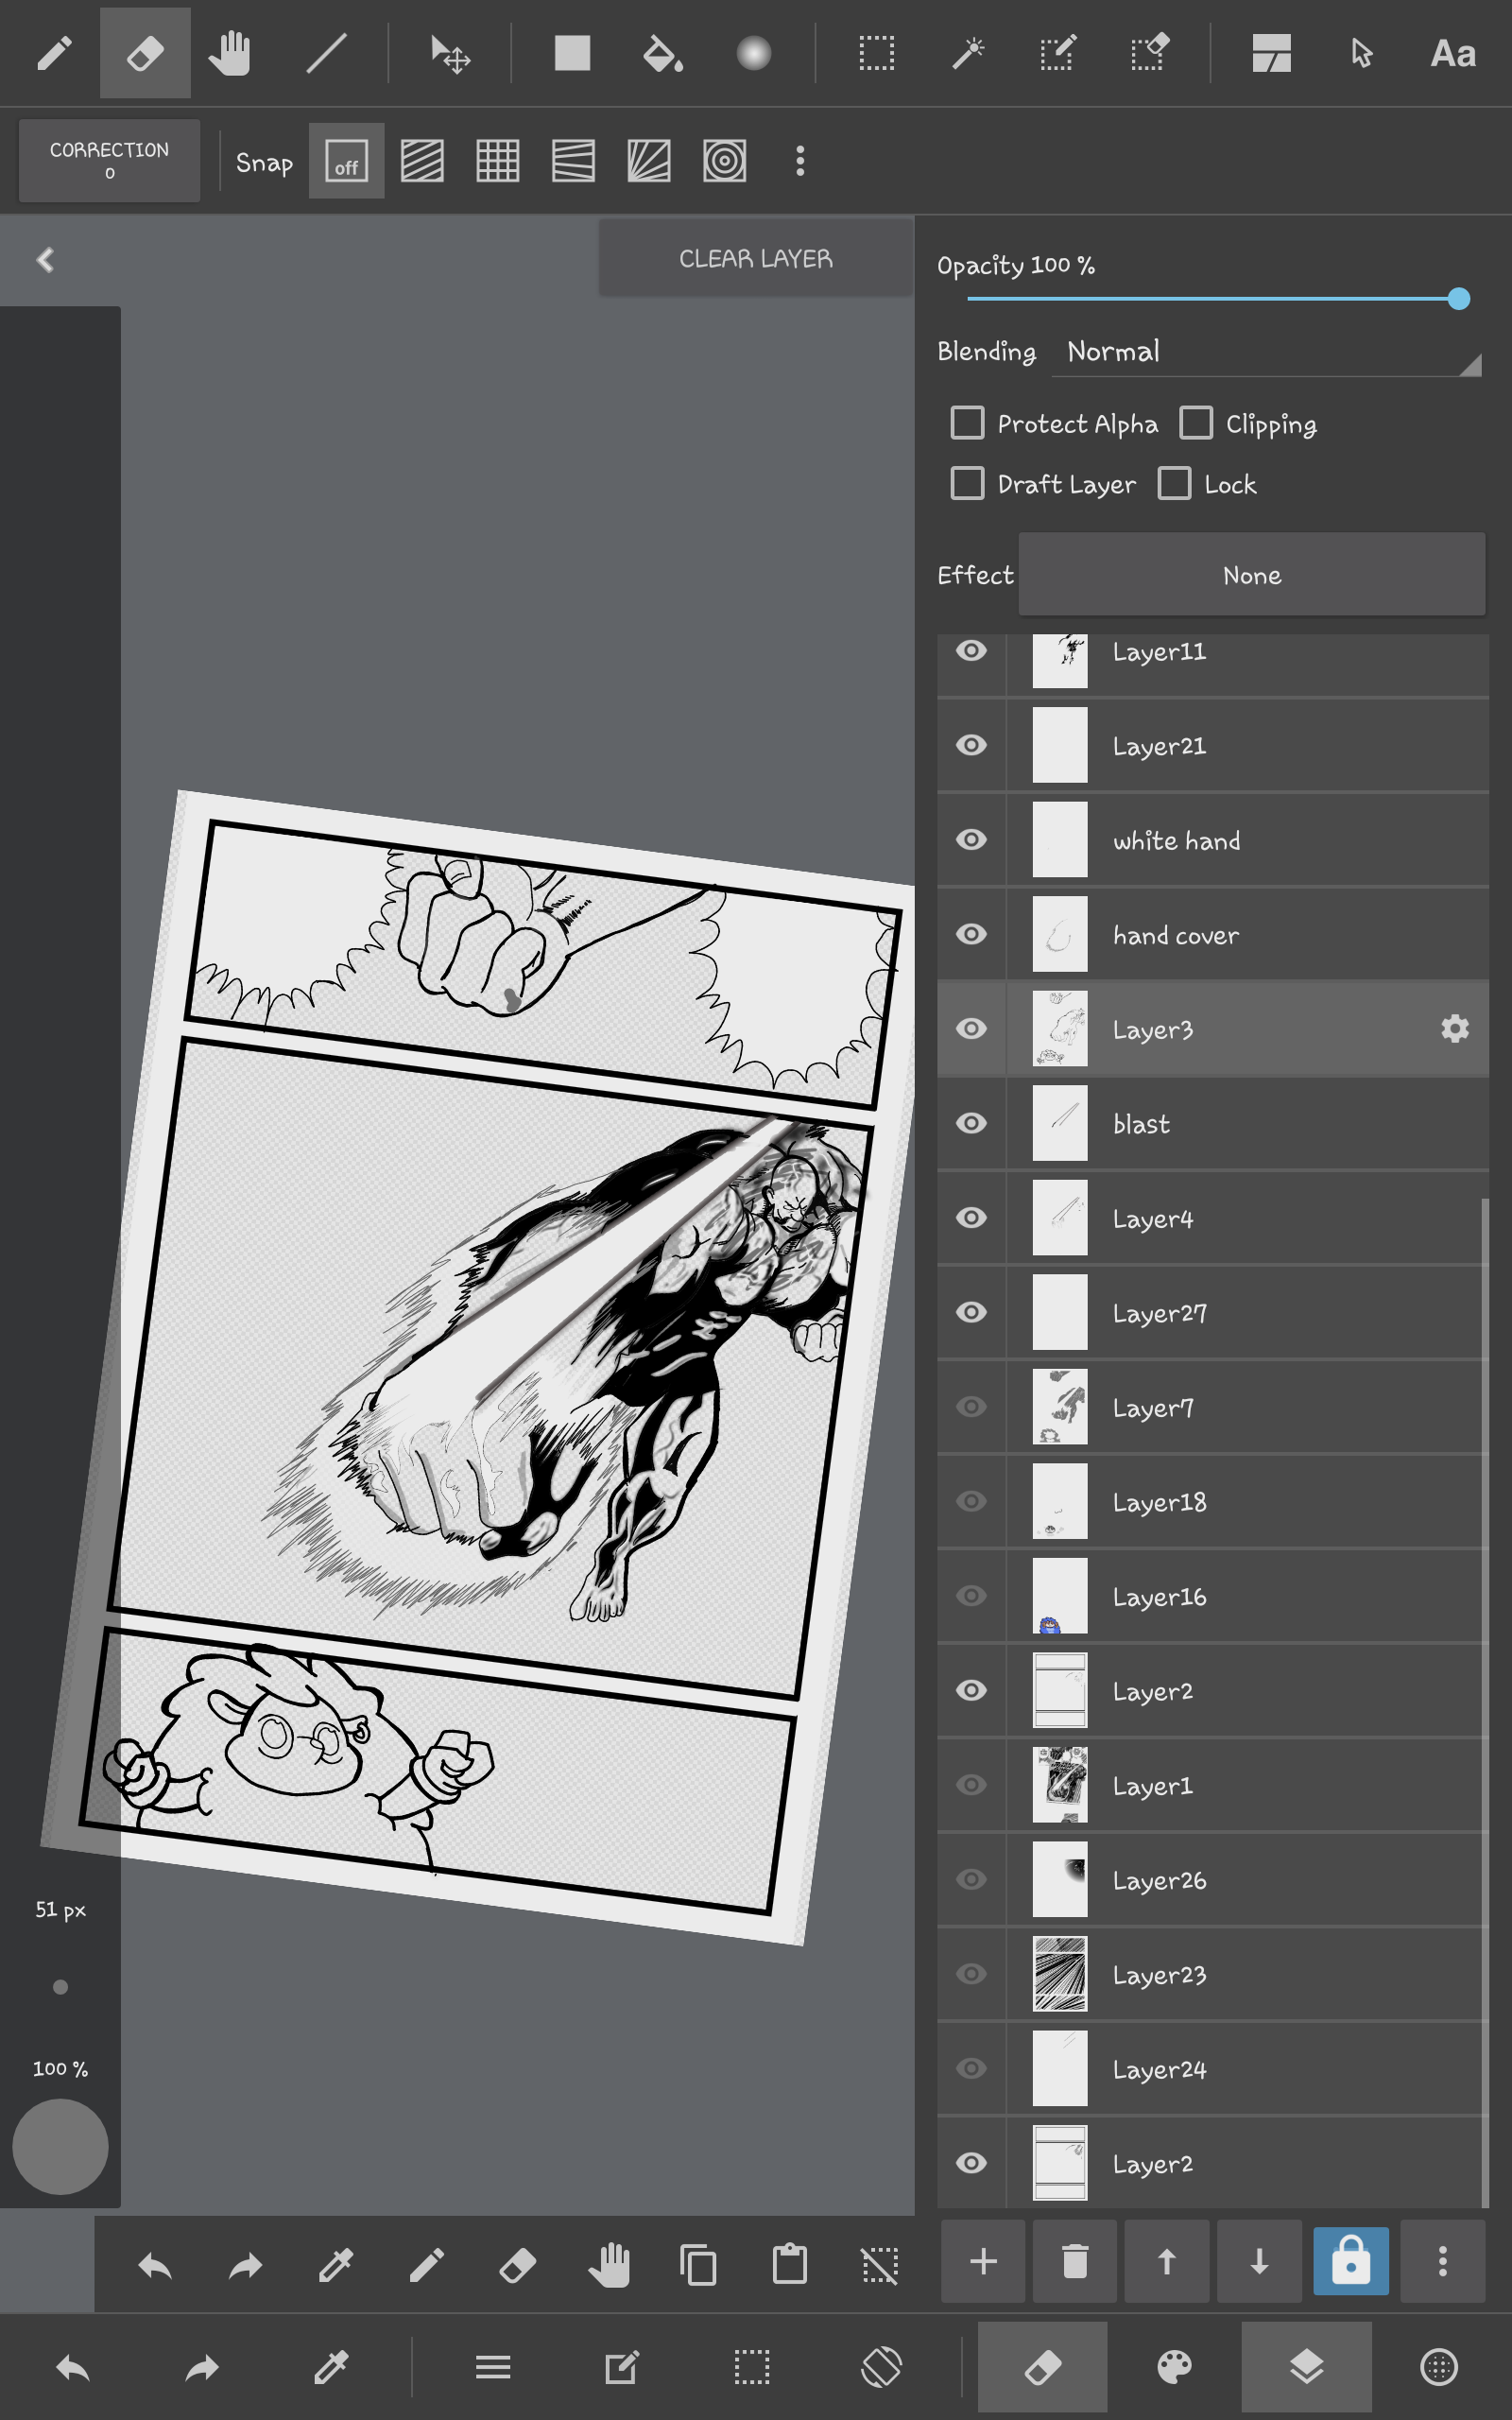 Aa
CORRECTION
0
Snap
off
CLEAR LAYER
Opacity 100 %
Blending Normal
Protect Alpha Clipping
Draft Layer Lock
Effect None
Layer11
Layer21
white hand
hand cover
Layer3
blast
Layer4
Layer27
Layer7
Layer18
Layer16
Layer2
Layer1
Layer26
Layer23
Layer24
Layer2
51 px
100 %